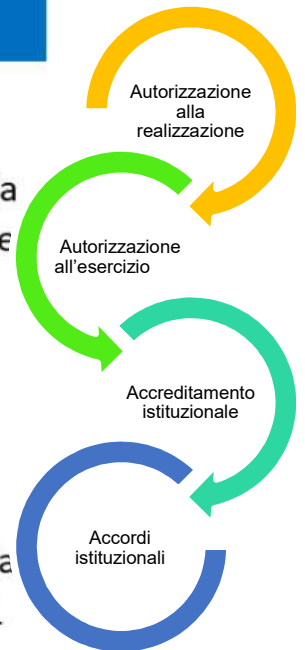 Autorizzazione
alla
realizzazione
a
e
Autorizzazione
all'esercizio
Accreditamento
istituzionale
Accordi
istituzionali
a